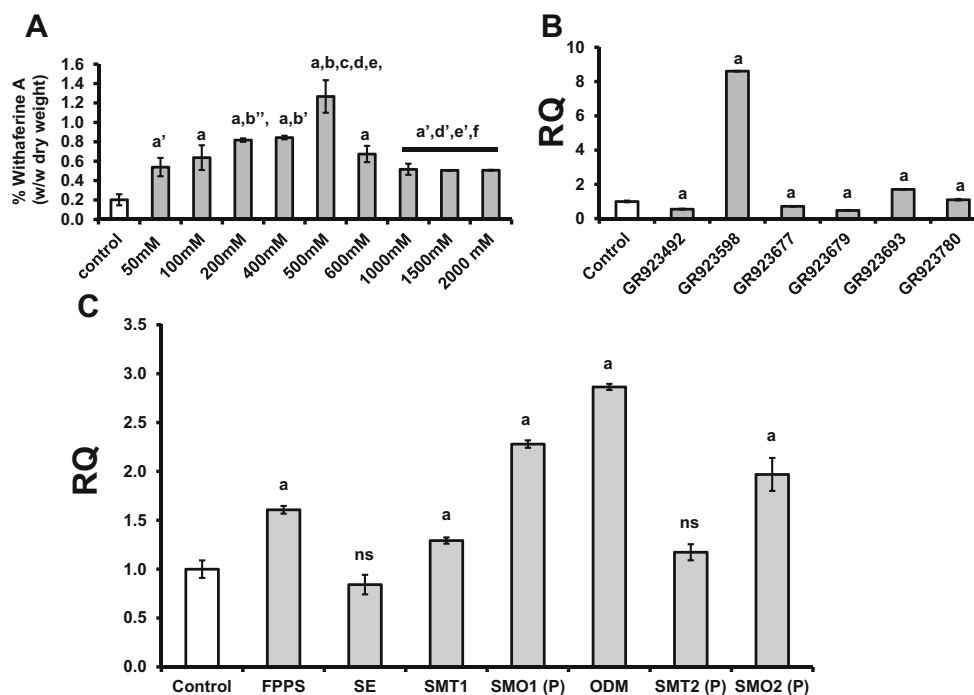 A
% Withaferine A
(w/w dry weight)
1.6
1.4
1.2
1.0
0.8
0.6
0.4
0.2
0.0
a'
a
a,b'',
a,b'
a,b,c,d,e,
a
a',d',e',f
control
50mM
100mM
200mM
400mM
500mM
600mM
1000mM
1500mM
2000 mM
B
RQ
10
8
6
4
2
0
a
a
a
a
a
a
Control
GR923492
GR923598
GR923677
GR923679
GR923693
GR923780
C
RQ
3.5
3.0
2.5
2.0
1.5
1.0
0.5
0.0
a
ns
a
a
a
ns
a
Control
FPPS
SE
SMT1
SMO1 (P)
ODM
SMT2 (P)
SMO2 (P)